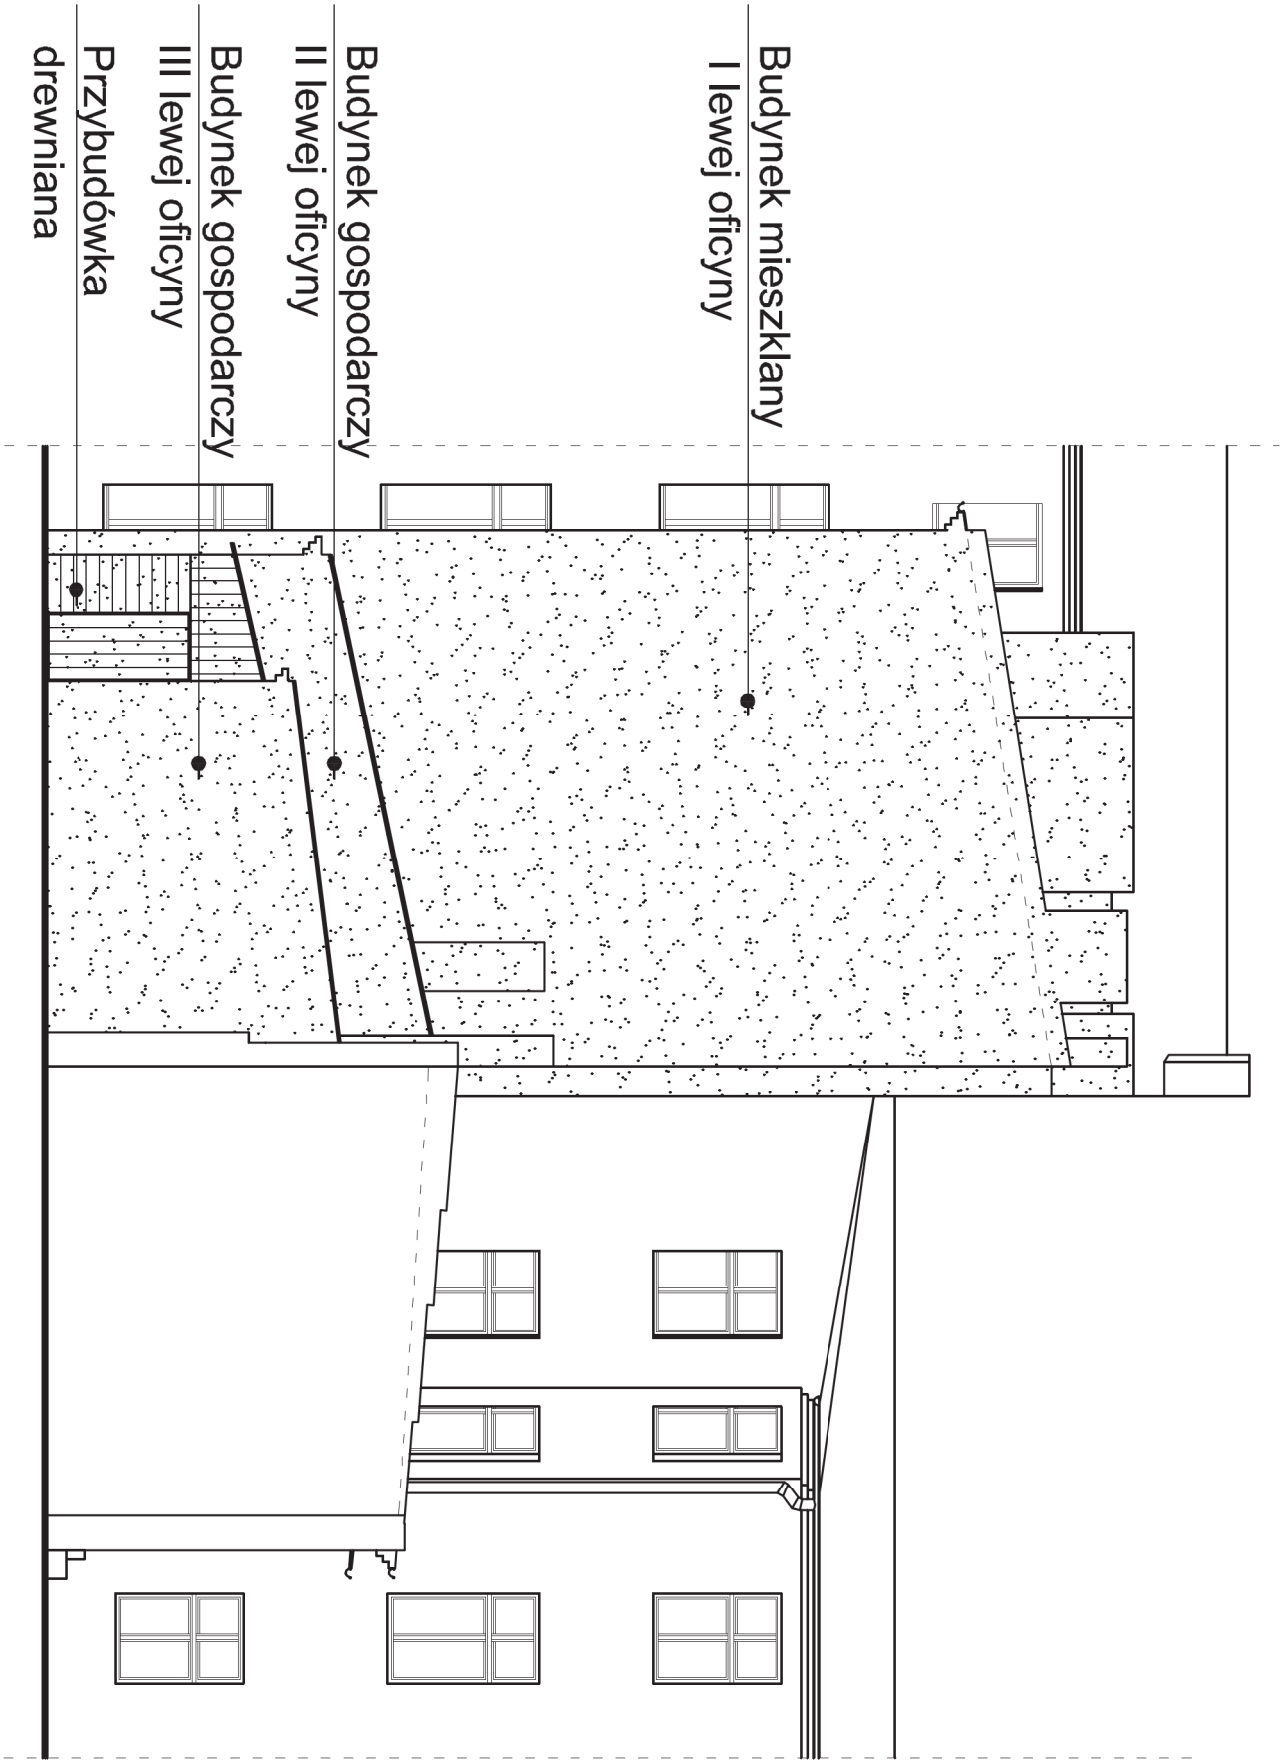 Budynek mieszklany
I lewej oficyny
Budynek gospodarczy
II lewej oficyny
Budynek gospodarczy
III lewej oficyny
Przybudówka
drewniana